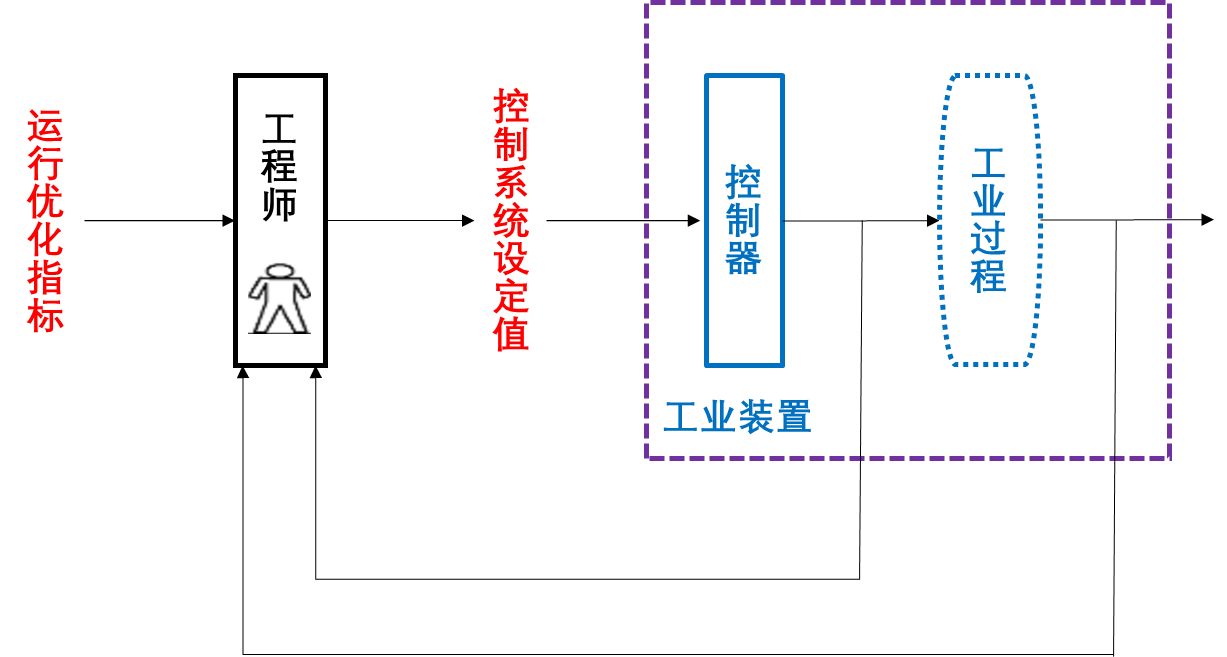 运行优化指标
工程师
控制系统设定值
控制器
工业过程
工业装置